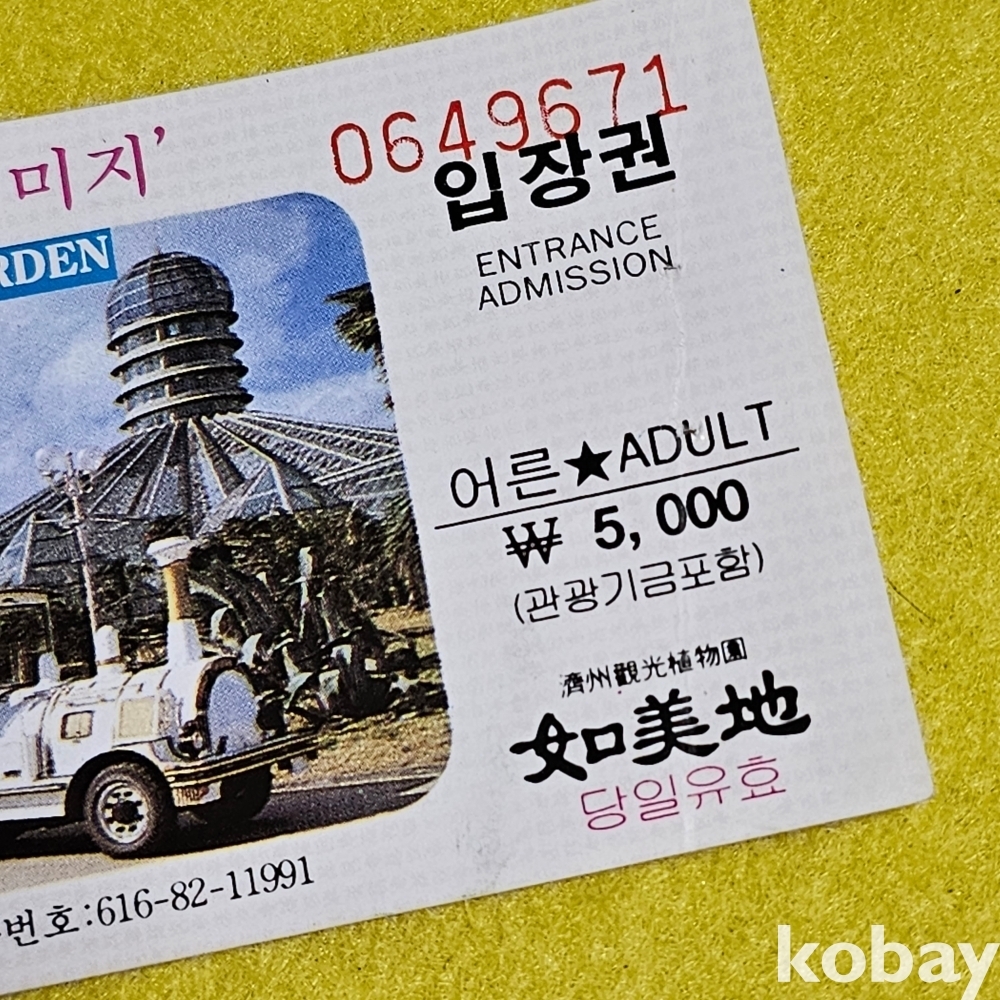 0649671
미지'
입장권
RDEN
ENTRANCE
ADMISSION
어른★ADULT
₩ 5,000
(관광기금포함)
濟州觀光植物園
如美地
당일유효
번호:616-82-11991
kobay